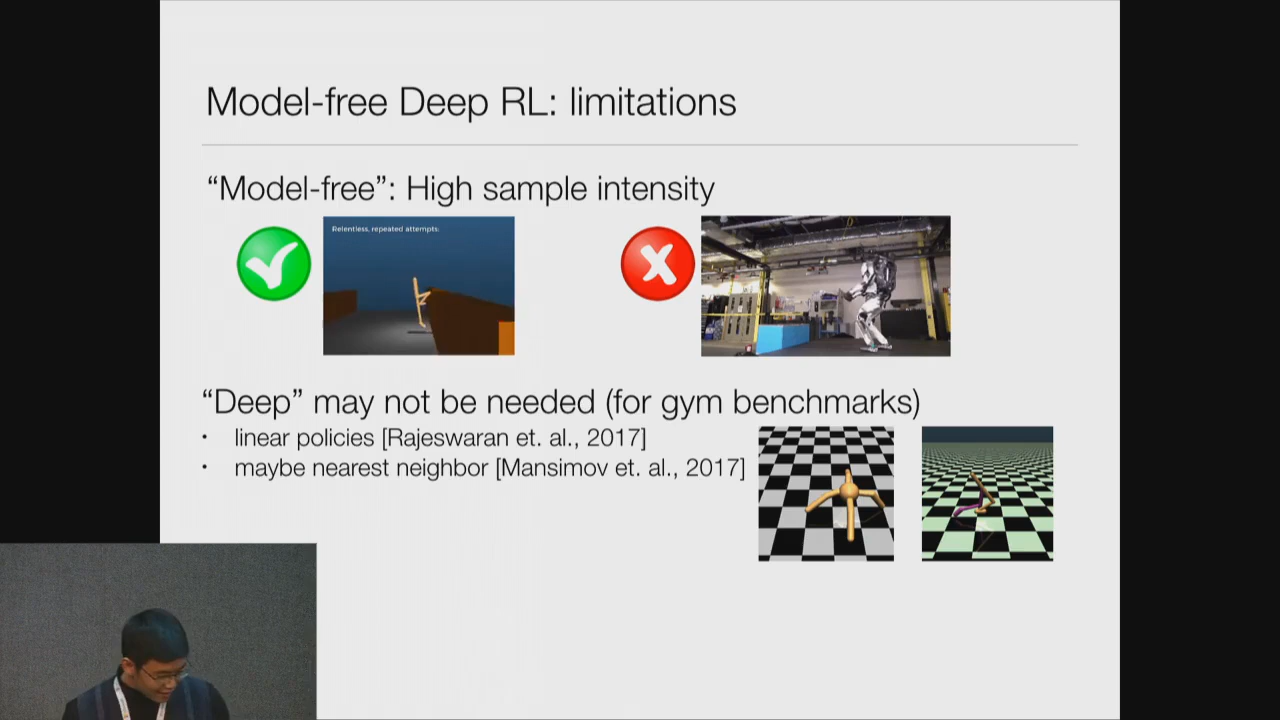 Model-free Deep RL: limitations
“Model-free”: High sample intensity
Relentless, repeated attempts:
“Deep” may not be needed (for gym benchmarks)
• linear policies [Rajeswaran et. al., 2017]
• maybe nearest neighbor [Mansimov et. al., 2017]